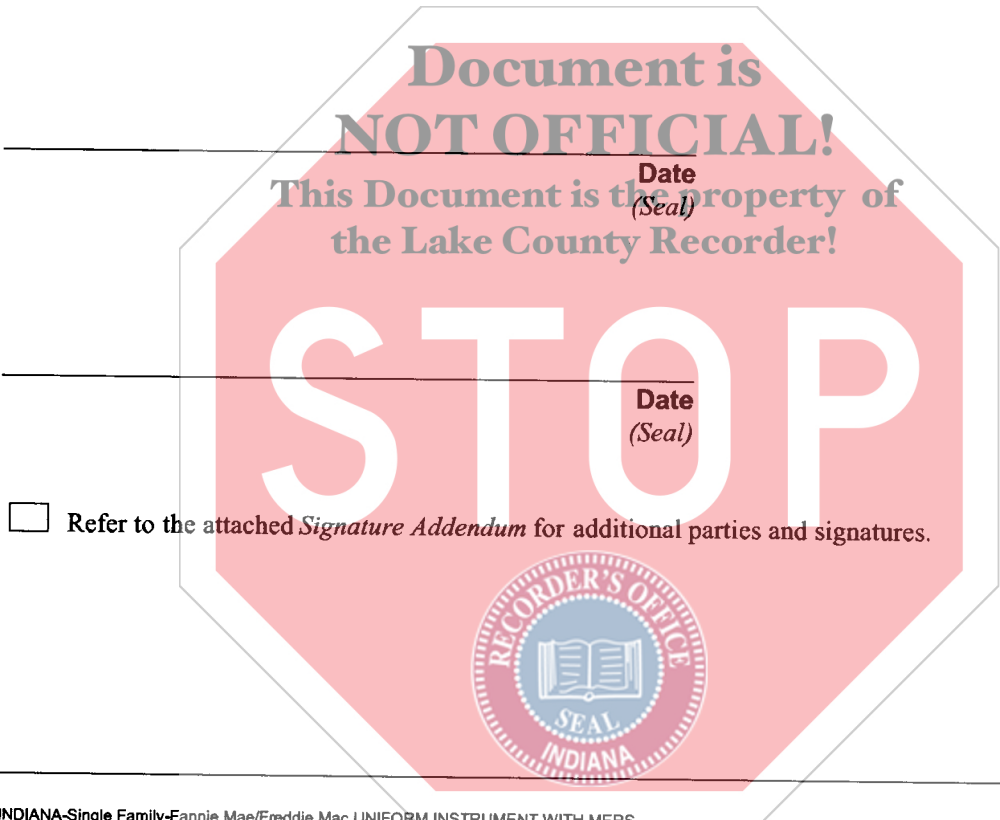 Document is
NOT OFFICIAL!
Date
This Document is the property of
(Seal)
the Lake County Recorder!
STOP
Date
(Seal)
Refer to the attached Signature Addendum for additional parties and signatures.
RECORDER'S OFFICE
SEAL
INDIANA
INDIANA-Single Family-Fannie Mae/Freddie Mac UNIFORM INSTRUMENT WITH MERS